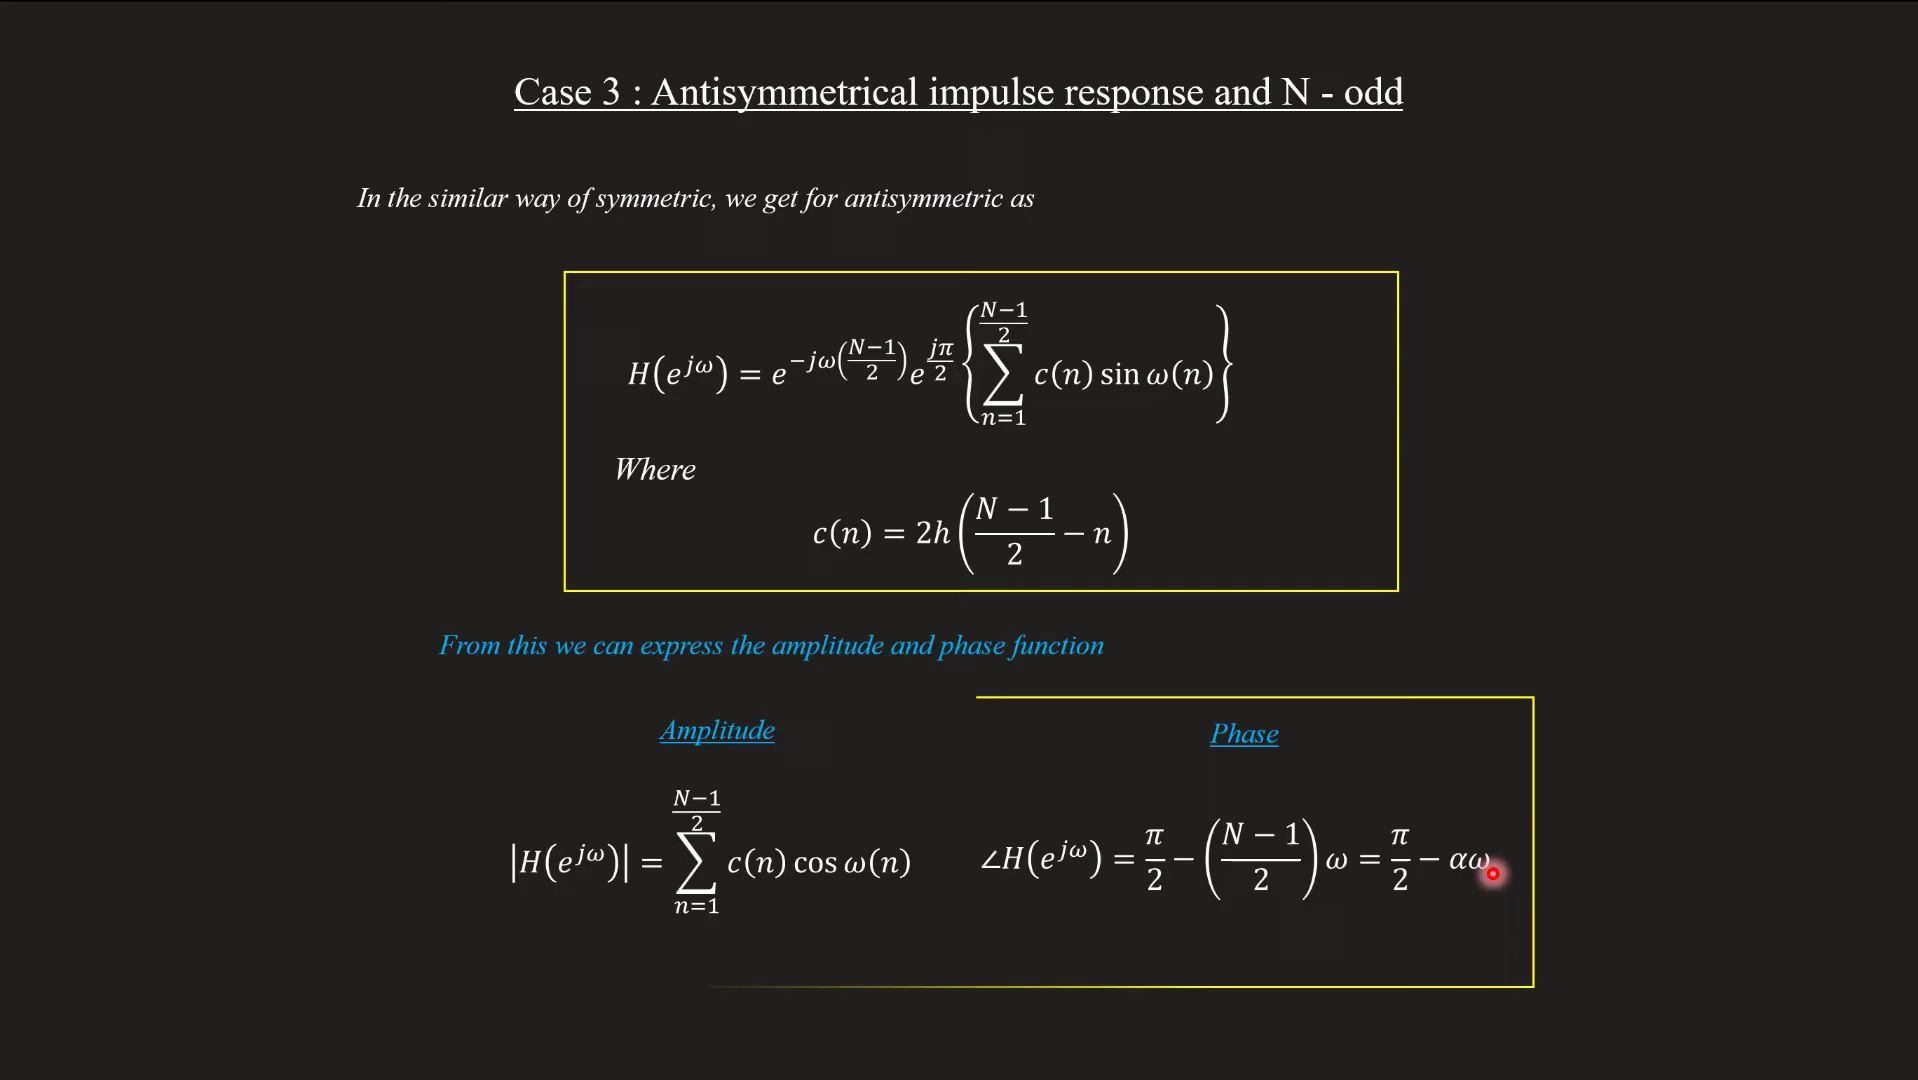 Case 3 : Antisymmetrical impulse response and N - odd
In the similar way of symmetric, we get for antisymmetric as
H(e^{jω}) = e^{-jω((N−1)/2)} e^{jπ/2} { ∑_{n=1}^{(N−1)/2} c(n) sin ω(n) }
Where
c(n) = 2h((N − 1)/2 − n)
From this we can express the amplitude and phase function
Amplitude
Phase
|H(e^{jω})| = ∑_{n=1}^{(N−1)/2} c(n) cos ω(n)
∠H(e^{jω}) = π/2 − ((N − 1)/2) ω = π/2 − αω